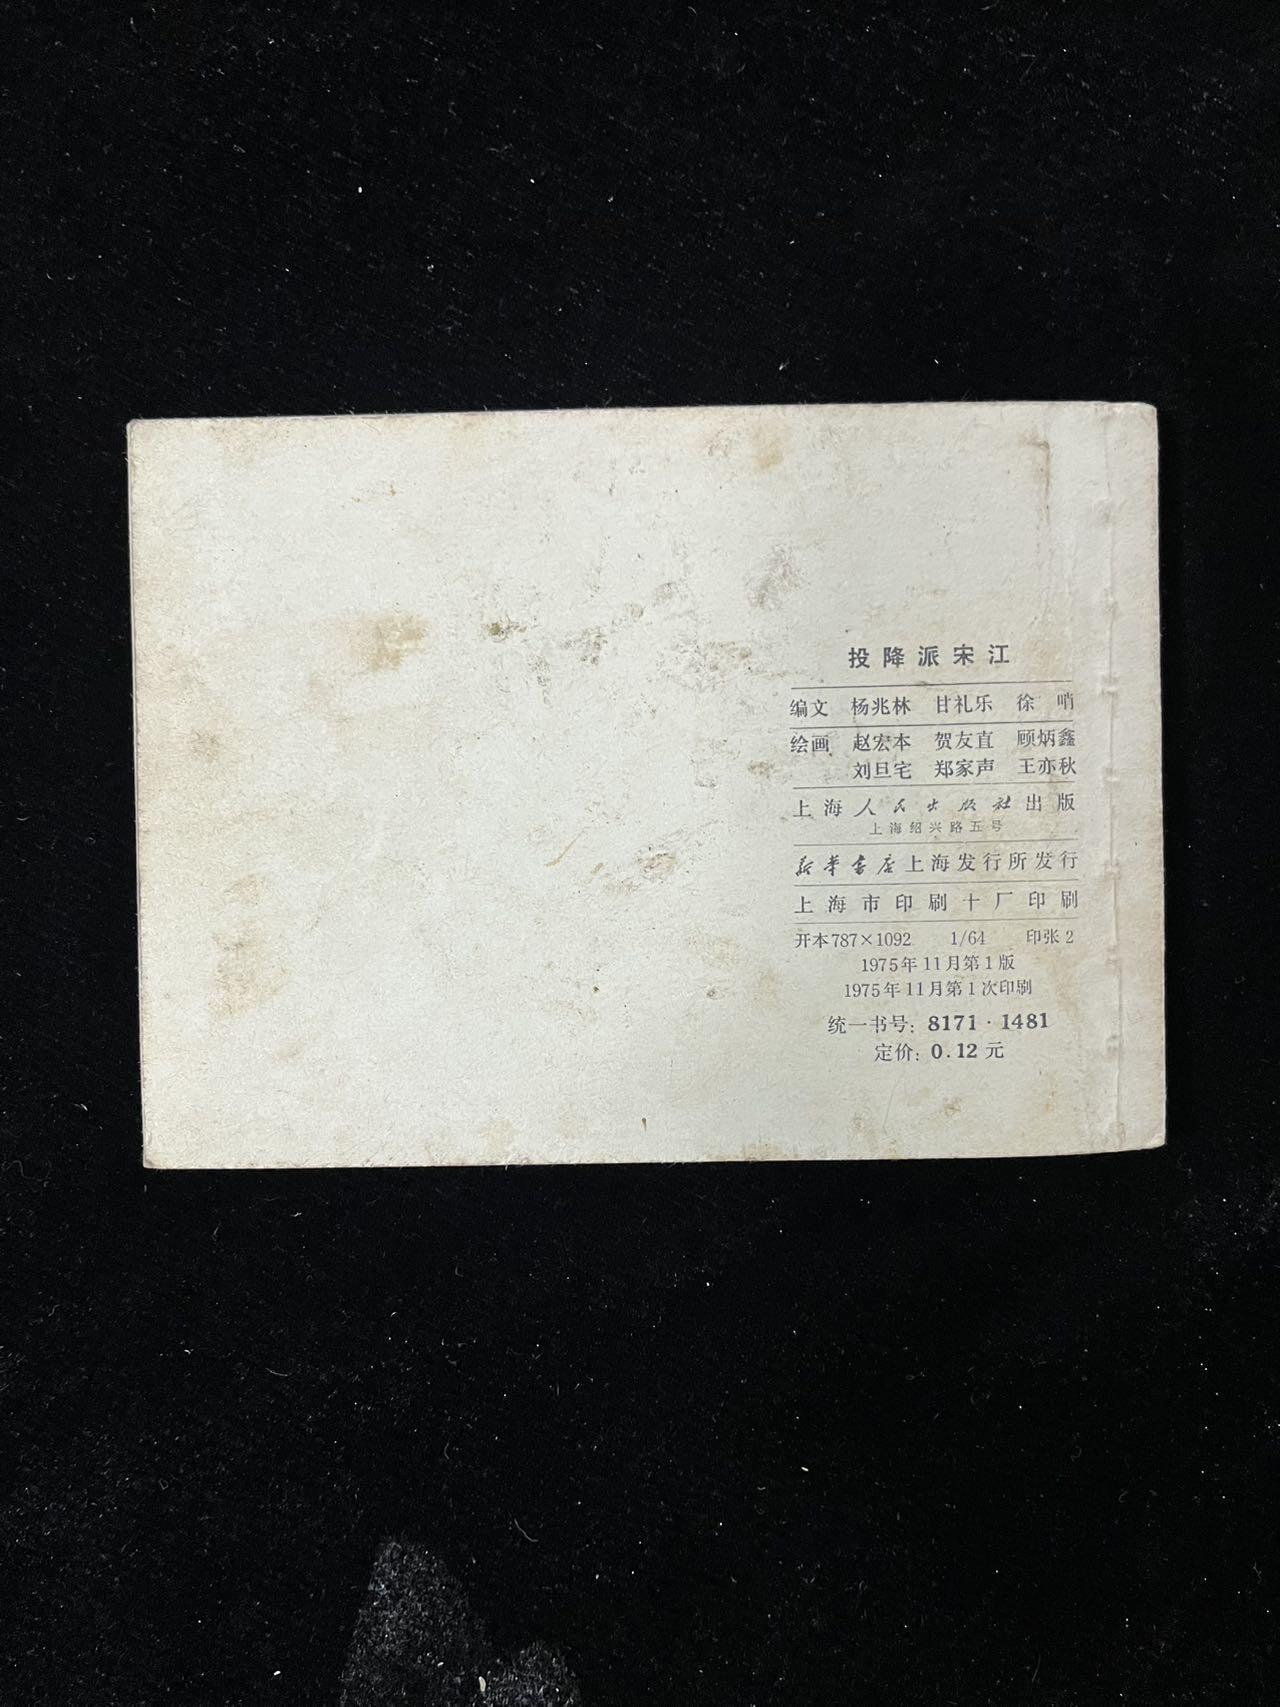 投降派宋江
编文 杨兆林 甘礼乐 徐哨
绘画 赵宏本 贺友直 顾炳鑫
刘旦宅 郑家声 王亦秋
上海人民出版社出版
上海绍兴路五号
新华书店上海发行所发行
上海市印刷十厂印刷
开本787×1092 1/64 印张2
1975年11月第1版
1975年11月第1次印刷
统一书号：8171·1481
定价：0.12元